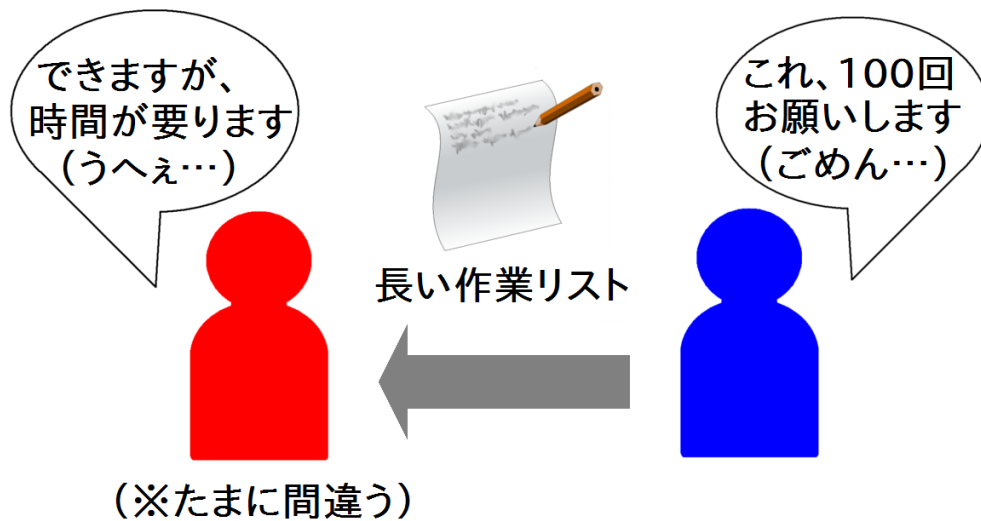 できますが、
時間が要ります
(うへぇ…)
これ、100回
お願いします
(ごめん…)
長い作業リスト
(※たまに間違う)